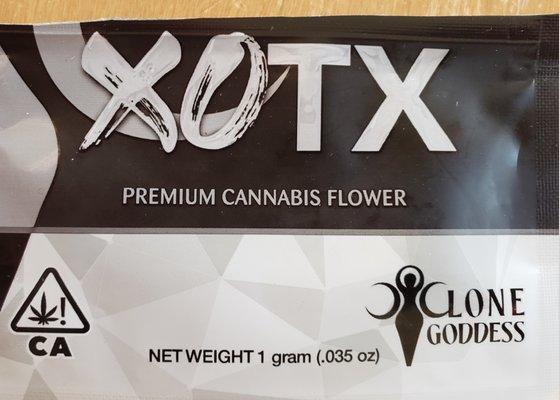 XOTX
PREMIUM CANNABIS FLOWER
CA
NET WEIGHT 1 gram (.035 oz)
CLONE
GODDESS